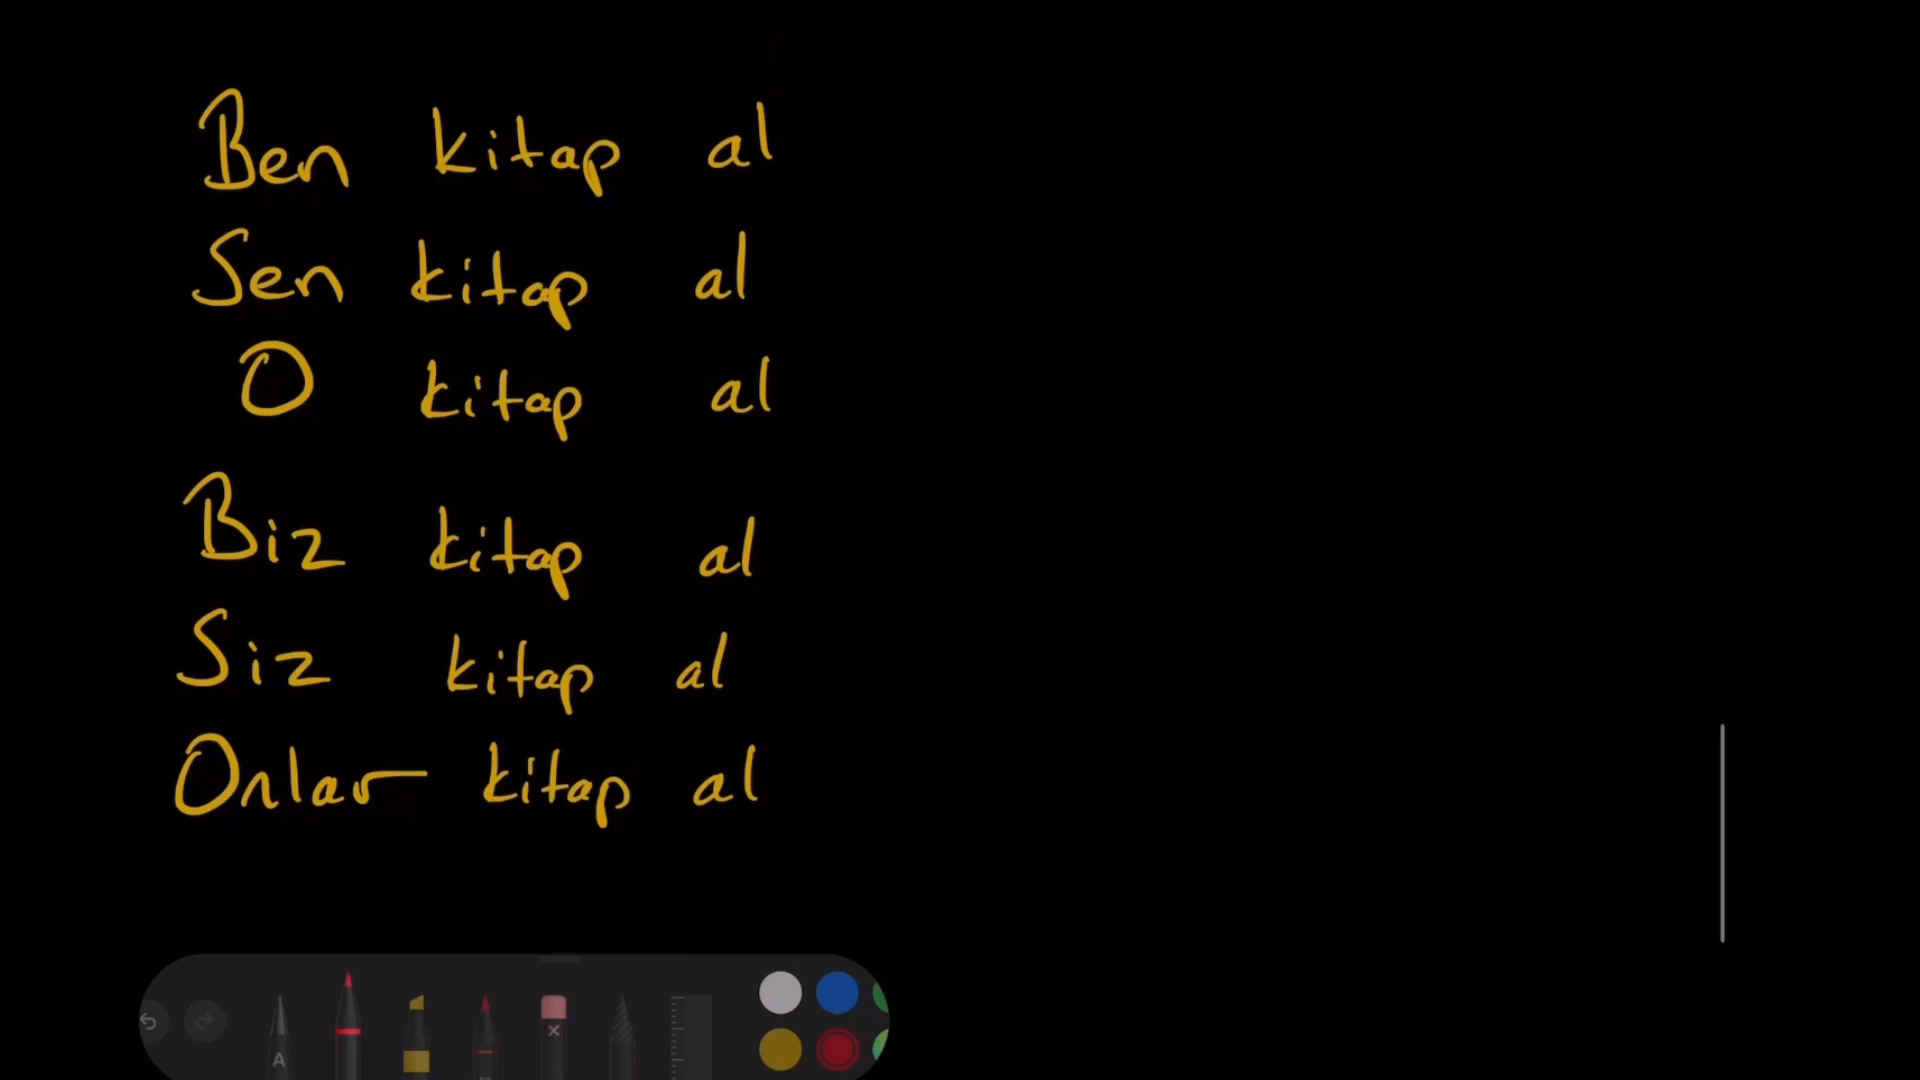 Ben kitap al
Sen kitap al
O kitap al
Biz kitap al
Siz kitap al
Onlar kitap al
A